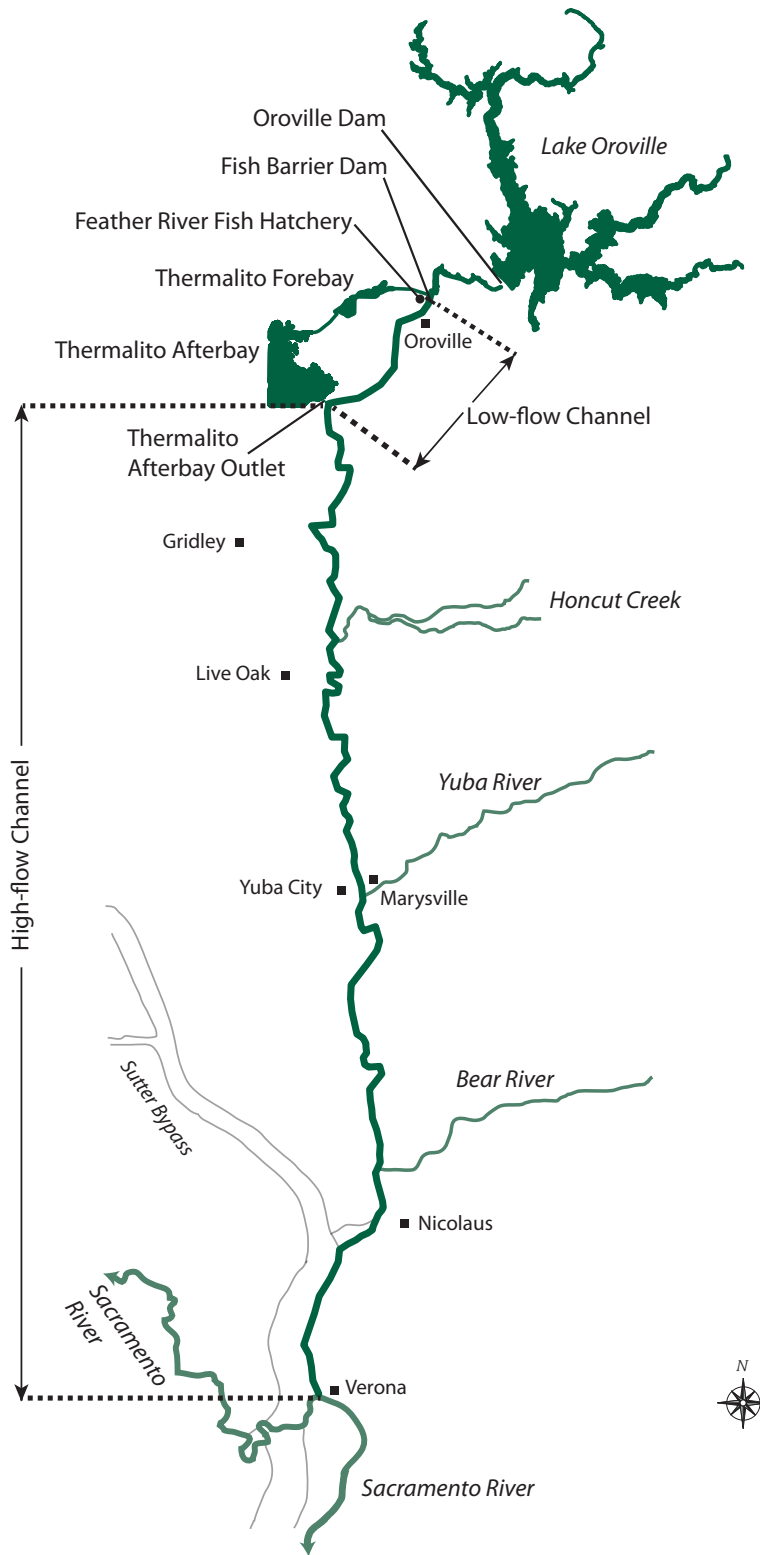 Oroville Dam
Lake Oroville
Fish Barrier Dam
Feather River Fish Hatchery
Thermalito Forebay
Oroville
Thermalito Afterbay
Low-flow Channel
Thermalito
Afterbay Outlet
Gridley
Honcut Creek
Live Oak
Yuba River
High-flow Channel
Yuba City
Marysville
Sutter Bypass
Bear River
Nicolaus
Sacramento
River
Verona
N
Sacramento River